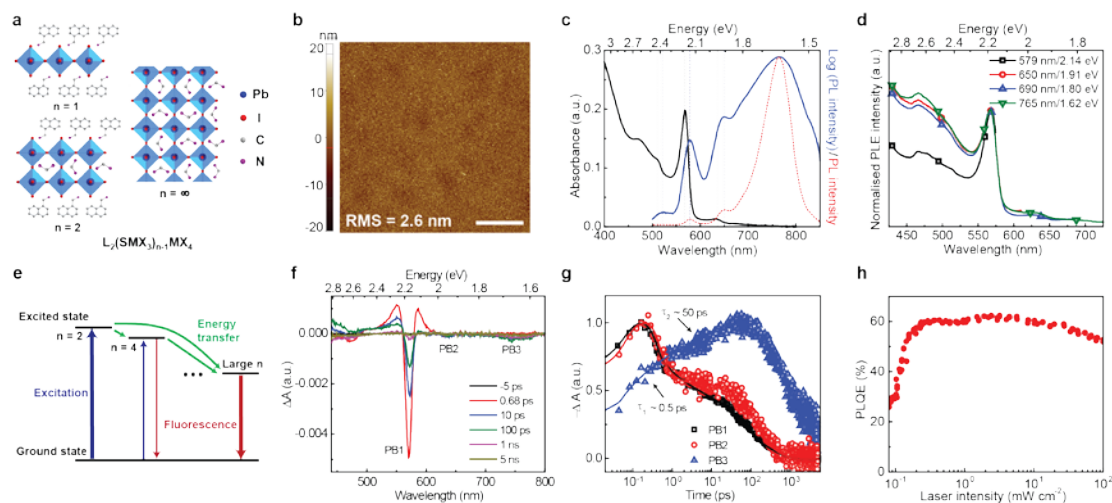 a
n = 1
n = 2
n = ∞
Pb
I
C
N
L2(SMX3)n-1MX4
b
nm
20
10
0
-10
-20
RMS = 2.6 nm
c
Energy (eV)
3 2.7 2.4 2.1 1.8 1.5
Absorbance (a.u.)
0.3
0.2
0.1
0.0
400 500 600 700 800
Wavelength (nm)
Log (PL intensity)/PL intensity
d
Energy (eV)
2.8 2.6 2.4 2.2 2 1.8
Normalised PLE intensity (a.u.)
579 nm/2.14 eV
650 nm/1.91 eV
690 nm/1.80 eV
765 nm/1.62 eV
450 500 550 600 650 700
Wavelength (nm)
e
Excited state
n = 2
n = 4
Energy transfer
Large n
Excitation
Fluorescence
Ground state
f
Energy (eV)
2.8 2.6 2.4 2.2 2 1.8 1.6
ΔA (a.u.)
0.000
-0.002
-0.004
PB1
PB2
PB3
-5 ps
0.68 ps
10 ps
100 ps
1 ns
5 ns
500 600 700 800
Wavelength (nm)
g
-ΔA (a.u.)
1.0
0.5
0.0
τ2 ~ 50 ps
τ1 ~ 0.5 ps
PB1
PB2
PB3
10-1 100 101 102 103
Time (ps)
h
PLQE (%)
80
60
40
20
0
10-1 100 101 102
Laser intensity (mW cm-2)